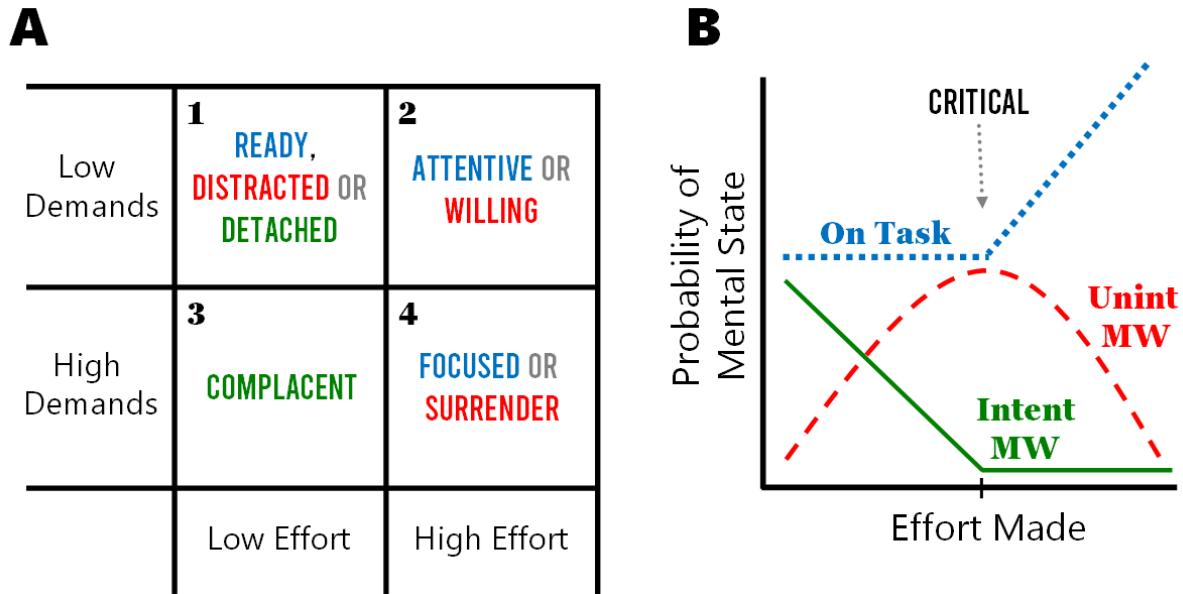 A
1
READY,
DISTRACTED OR
DETACHED
2
ATTENTIVE OR
WILLING
Low
Demands
3
COMPLACENT
4
FOCUSED OR
SURRENDER
High
Demands
Low Effort
High Effort
B
CRITICAL
On Task
Unint
MW
Intent
MW
Probability of
Mental State
Effort Made